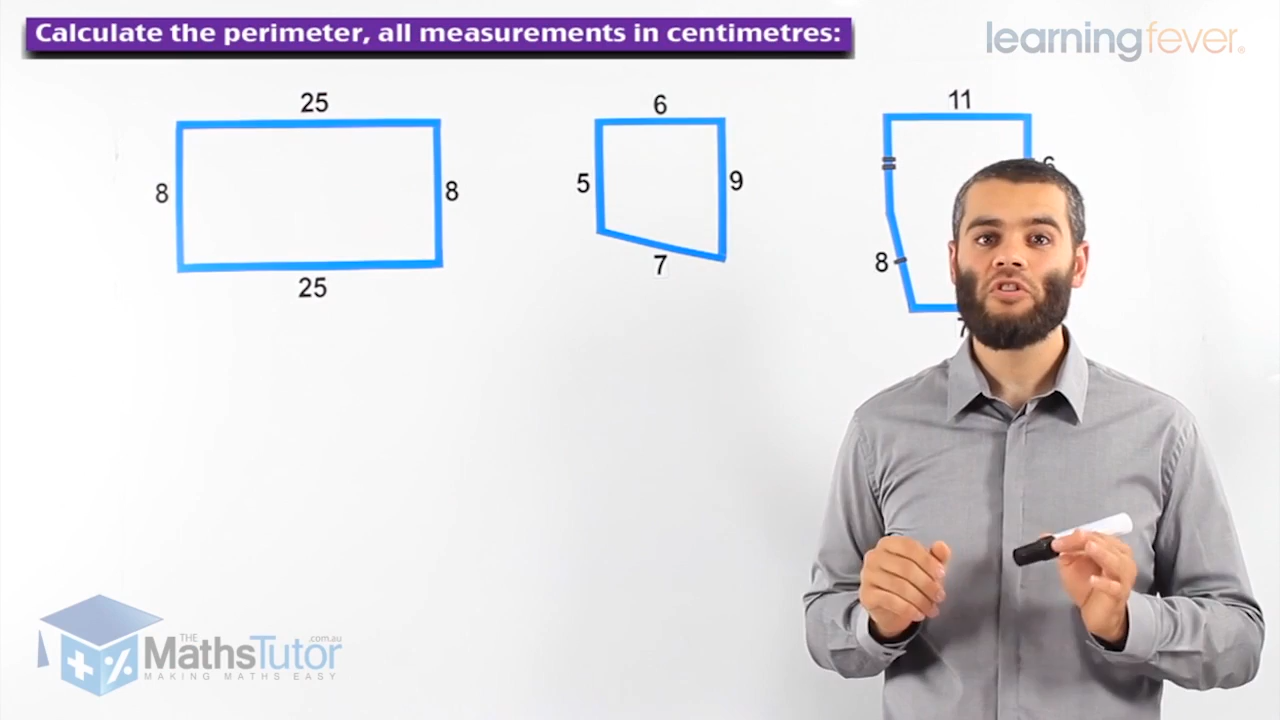 Calculate the perimeter, all measurements in centimetres:
learningfever
25
6
11
8
8
5
9
8
25
7
THE MathsTutor .com.au
MAKING MATHS EASY